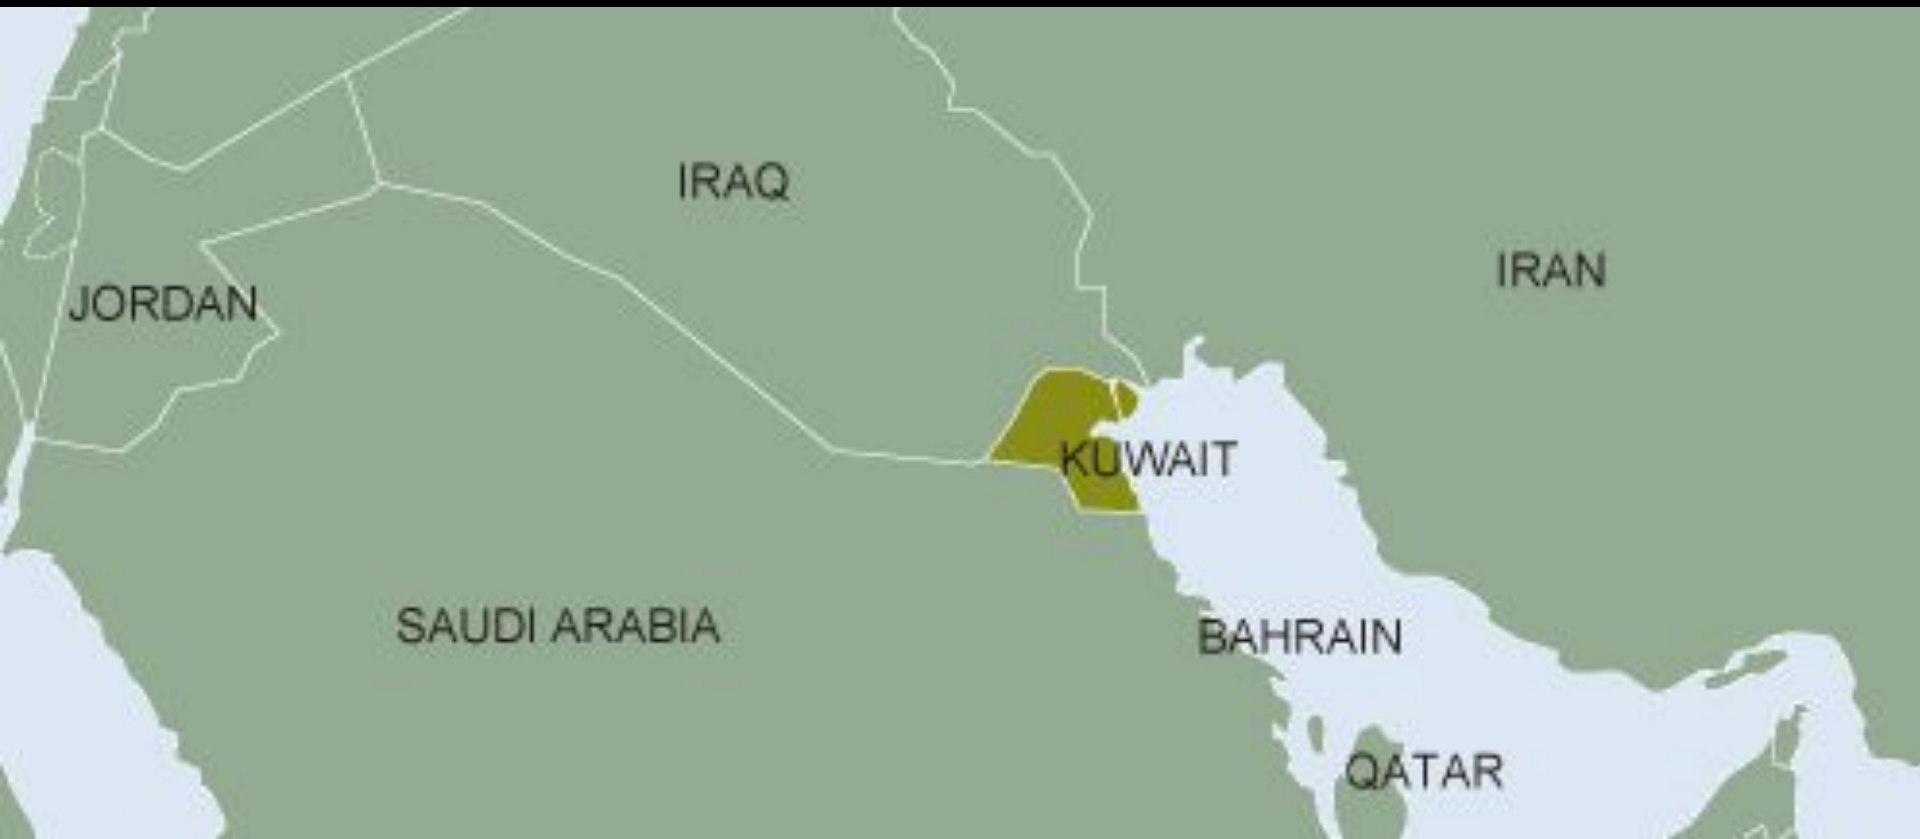 IRAQ
IRAN
JORDAN
KUWAIT
SAUDI ARABIA
BAHRAIN
QATAR